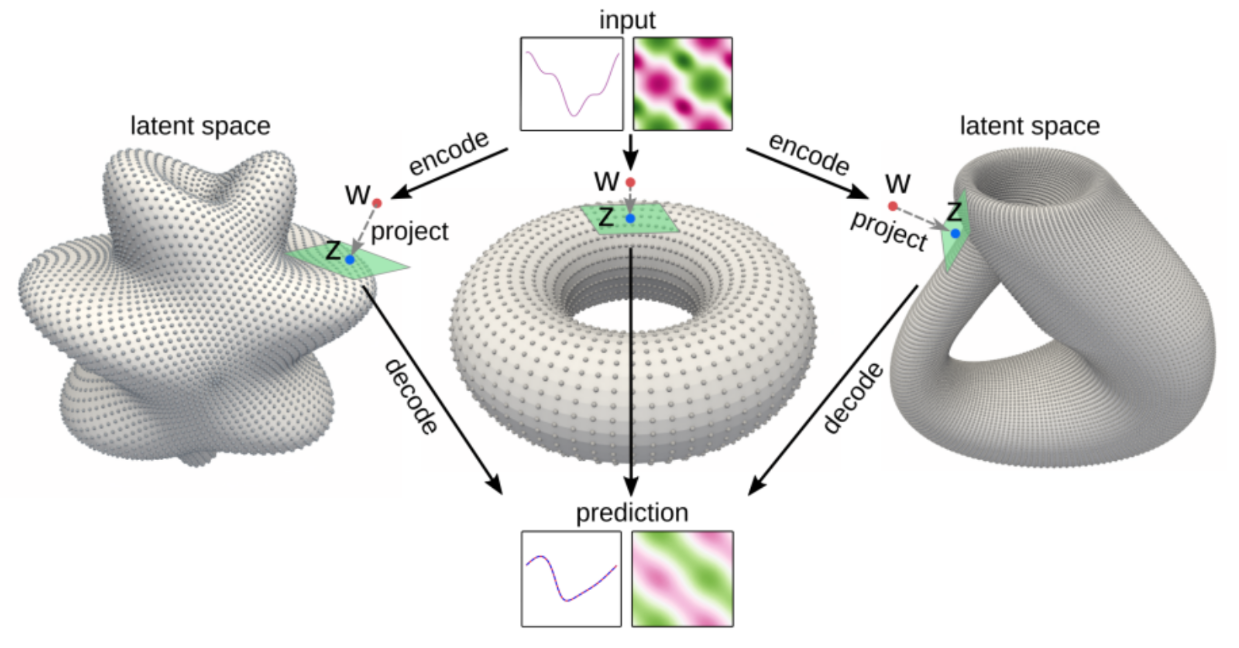 input
latent space
latent space
encode
encode
w
w
w
z
z
z
project
project
decode
decode
prediction